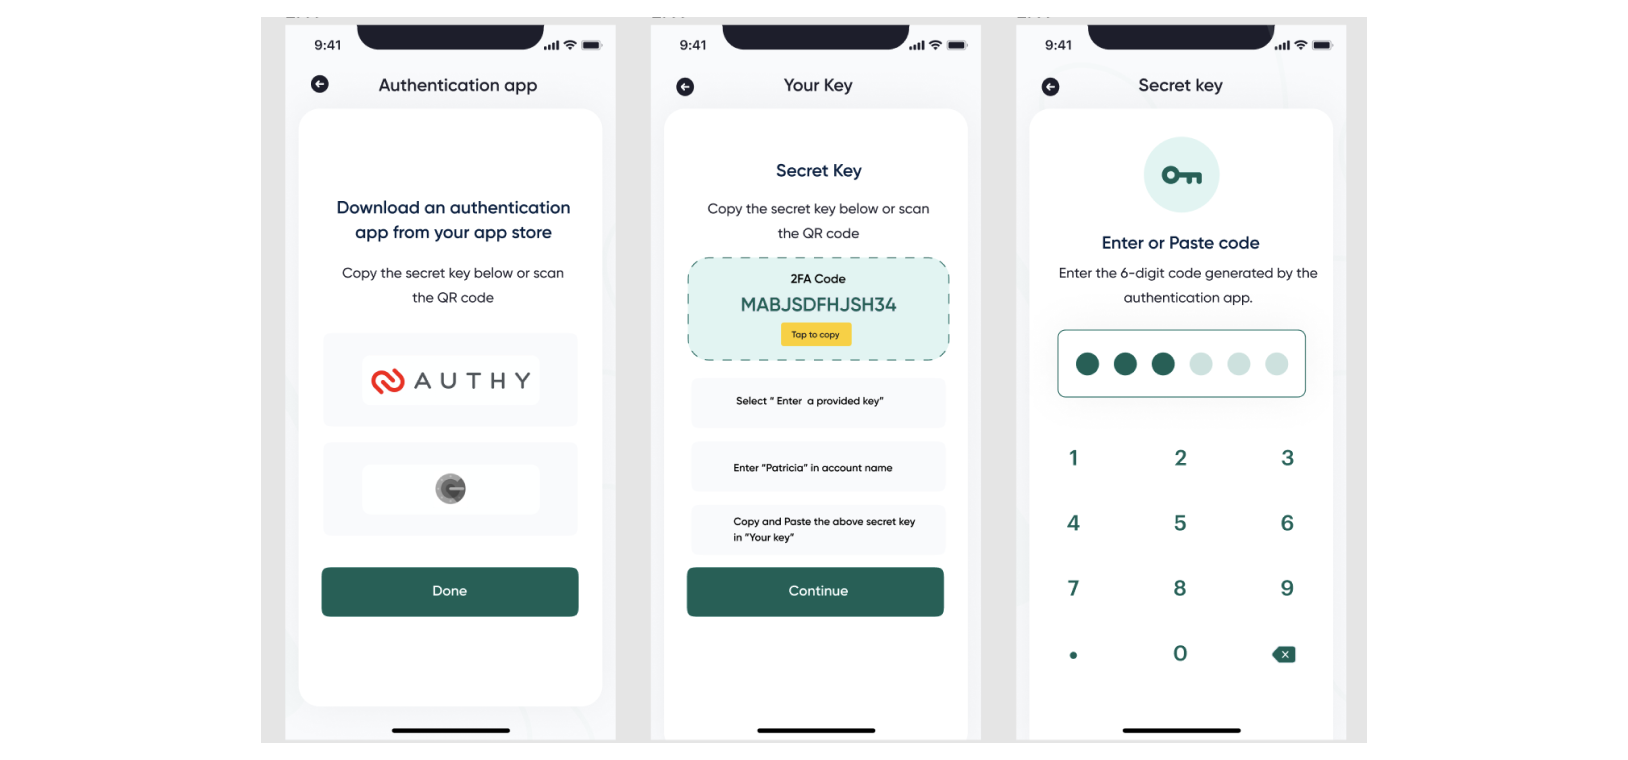 9:41
Authentication app
Download an authentication
app from your app store
Copy the secret key below or scan
the QR code
AUTHY
Done
9:41
Your Key
Secret Key
Copy the secret key below or scan
the QR code
2FA Code
MABJSDFHJSH34
Tap to copy
Select “ Enter  a provided key”
Enter “Patricia” in account name
Copy and Paste the above secret key
in ”Your key”
Continue
9:41
Secret key
Enter or Paste code
Enter the 6-digit code generated by the
authentication app.
1 2 3
4 5 6
7 8 9
• 0